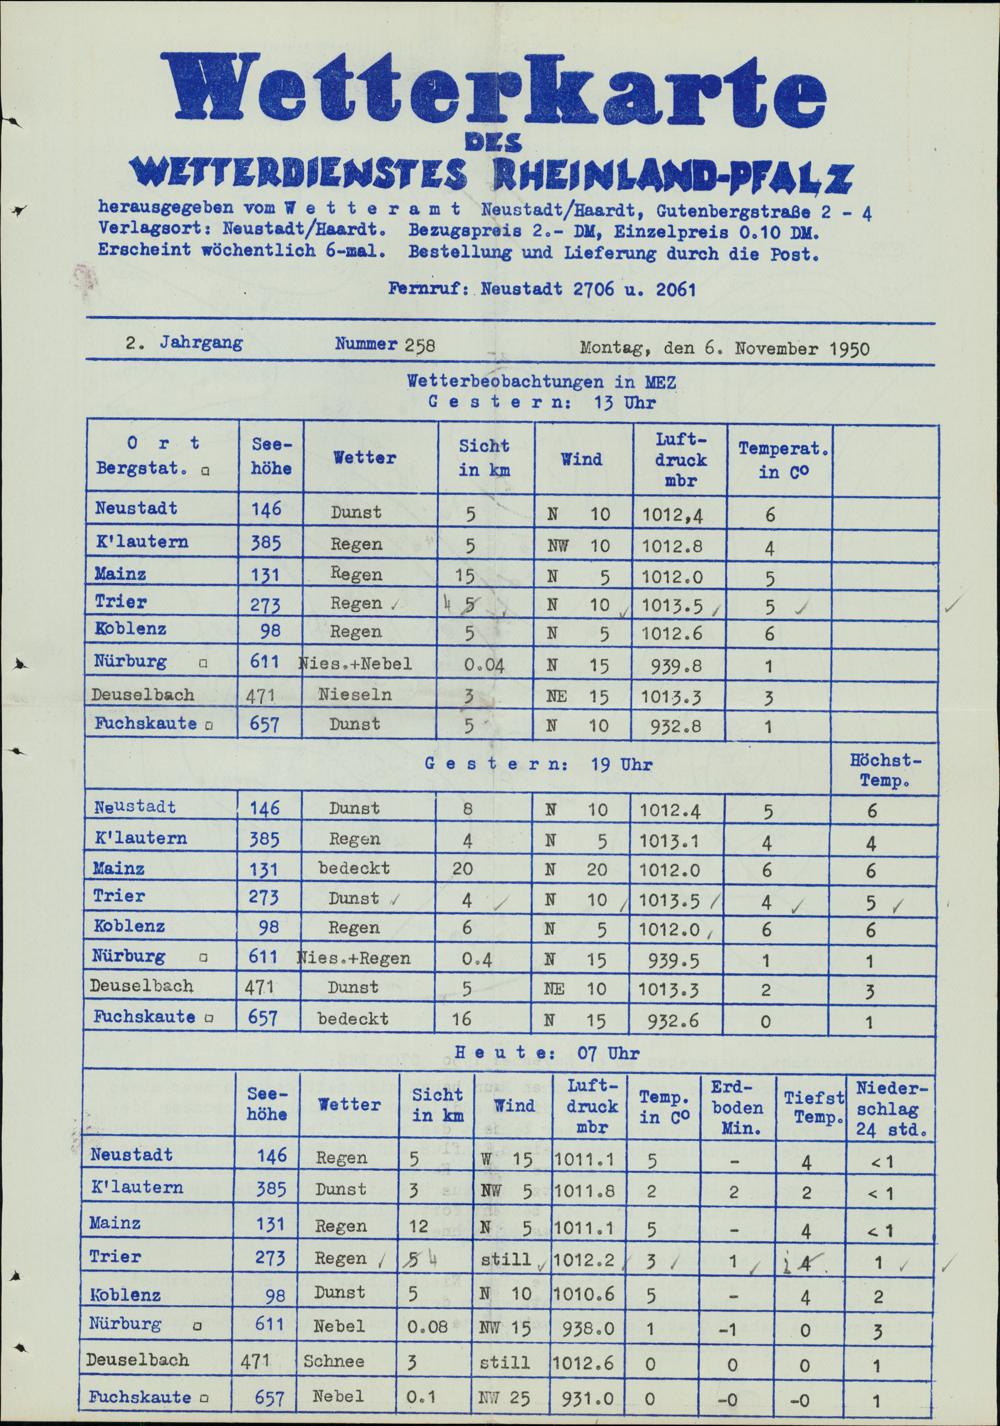 Wetterkarte
DES
WETTERDIENSTES RHEINLAND-PFALZ
herausgegeben vom W e t t e r a m t Neustadt/Haardt, Gutenbergstraße 2 - 4
Verlagsort: Neustadt/Haardt. Bezugspreis 2.- DM, Einzelpreis 0.10 DM.
Erscheint wöchentlich 6-mal. Bestellung und Lieferung durch die Post.
Fernruf: Neustadt 2706 u. 2061
2. Jahrgang Nummer 258 Montag, den 6. November 1950
Wetterbeobachtungen in MEZ
G e s t e r n: 13 Uhr
O r t See- Wetter Sicht Wind Luft- Temperat.
Bergstat. □ höhe in km druck in C°
mbr
Neustadt 146 Dunst 5 N 10 1012,4 6
K'lautern 385 Regen 5 NW 10 1012.8 4
Mainz 131 Regen 15 N 5 1012.0 5
Trier 273 Regen ✓ 4 5 N 10 ✓ 1013.5 ✓ 5 ✓ ✓
Koblenz 98 Regen 5 N 5 1012.6 6
Nürburg □ 611 Nies.+Nebel 0.04 N 15 939.8 1
Deuselbach 471 Nieseln 3 NE 15 1013.3 3
Fuchskaute □ 657 Dunst 5 N 10 932.8 1
G e s t e r n: 19 Uhr Höchst-
Temp.
Neustadt 146 Dunst 8 N 10 1012.4 5 6
K'lautern 385 Regen 4 N 5 1013.1 4 4
Mainz 131 bedeckt 20 N 20 1012.0 6 6
Trier 273 Dunst ✓ 4 ✓ N 10 ✓ 1013.5 ✓ 4 ✓ 5 ✓
Koblenz 98 Regen 6 N 5 1012.0 6 6
Nürburg □ 611 Nies.+Regen 0.4 N 15 939.5 1 1
Deuselbach 471 Dunst 5 NE 10 1013.3 2 3
Fuchskaute □ 657 bedeckt 16 N 15 932.6 0 1
H e u t e: 07 Uhr
See- Wetter Sicht Wind Luft- Temp. Erd- Tiefst Nieder-
höhe in km druck in C° boden Temp. schlag
mbr Min. 24 std.
Neustadt 146 Regen 5 W 15 1011.1 5 - 4 <1
K'lautern 385 Dunst 3 NW 5 1011.8 2 2 2 <1
Mainz 131 Regen 12 N 5 1011.1 5 - 4 <1
Trier 273 Regen ✓ 5 4 still ✓ 1012.2 ✓ 3 ✓ 1 ✓ 4 1 ✓ ✓
Koblenz 98 Dunst 5 N 10 1010.6 5 - 4 2
Nürburg □ 611 Nebel 0.08 NW 15 938.0 1 -1 0 3
Deuselbach 471 Schnee 3 still 1012.6 0 0 0 1
Fuchskaute □ 657 Nebel 0.1 NW 25 931.0 0 -0 -0 1